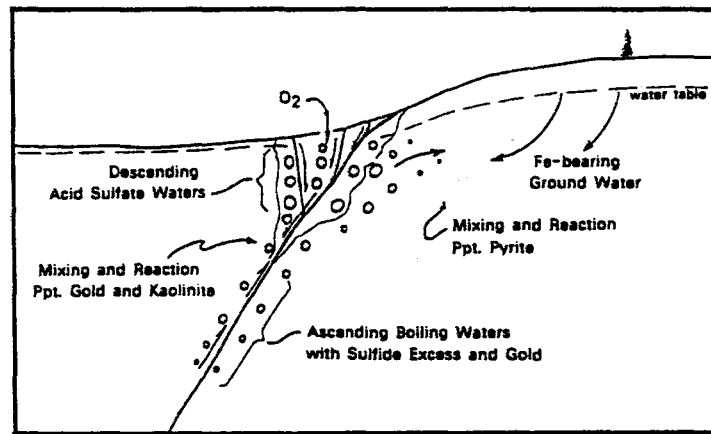 O2
water table
Descending
Acid Sulfate Waters
Fe-bearing
Ground Water
Mixing and Reaction
Ppt. Pyrite
Mixing and Reaction
Ppt. Gold and Kaolinite
Ascending Boiling Waters
with Sulfide Excess and Gold